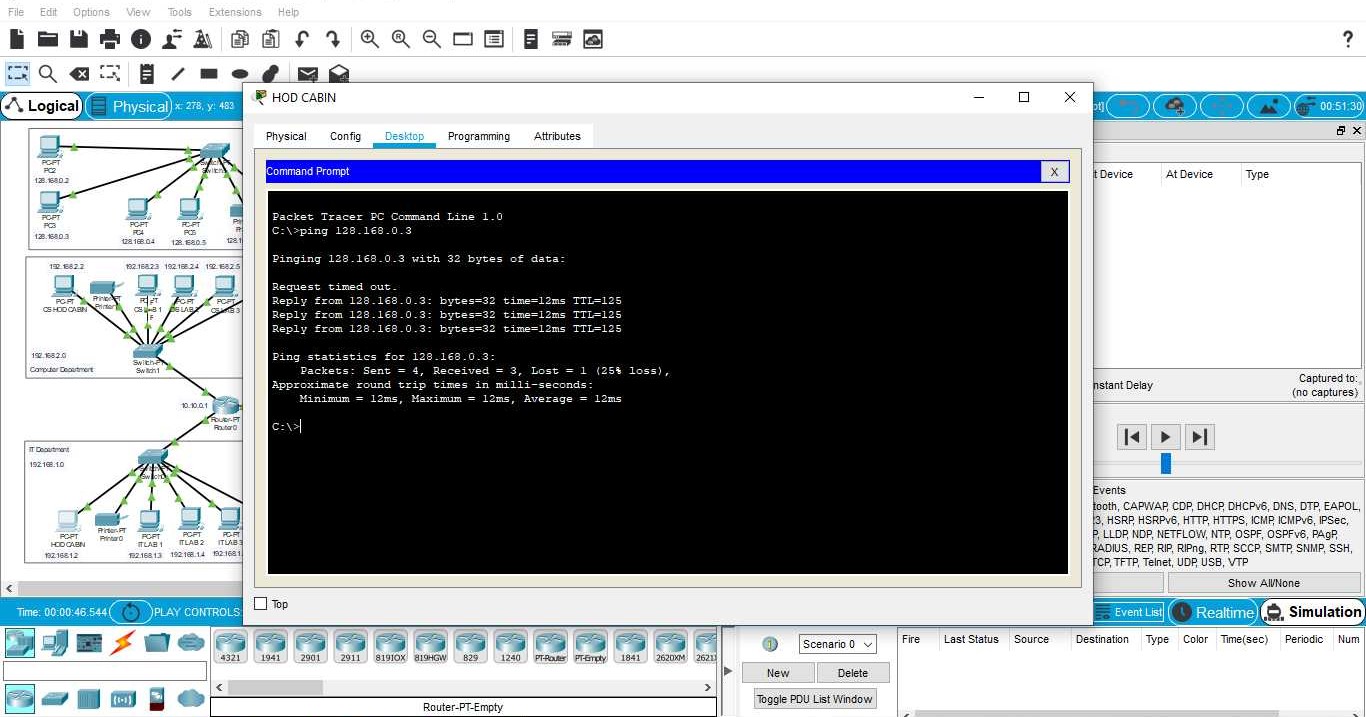 File Edit Options View Tools Extensions Help
?
HOD CABIN
Logical Physical x: 278, y: 483
00:51:30
Physical Config Desktop Programming Attributes
Command Prompt X
Packet Tracer PC Command Line 1.0
C:\>ping 128.168.0.3
Pinging 128.168.0.3 with 32 bytes of data:
Request timed out.
Reply from 128.168.0.3: bytes=32 time=12ms TTL=125
Reply from 128.168.0.3: bytes=32 time=12ms TTL=125
Reply from 128.168.0.3: bytes=32 time=12ms TTL=125
Ping statistics for 128.168.0.3:
Packets: Sent = 4, Received = 3, Lost = 1 (25% loss),
Approximate round trip times in milli-seconds:
Minimum = 12ms, Maximum = 12ms, Average = 12ms
C:\>
Top
PC-PT
PC2
128.168.0.2
PC-PT
PC3
128.168.0.3
PC-PT
PC4
128.168.0.4
PC-PT
PC5
128.168.0.5
192.168.2.2 192.168.2.3 192.168.2.4 192.168.2.5
PC-PT
CS HOD CABIN
192.168.2.0
Computer Department
Switch-PT
Switch1
10.10.0.1
Router-PT
Router0
IT Department
192.168.1.0
PC-PT
HOD CABIN
192.168.1.2
Printer-PT
Printer0
PC-PT
IT LAB 1
192.168.1.3
PC-PT
IT LAB 2
192.168.1.4
PC-PT
IT LAB 3
t Device At Device Type
nstant Delay
Captured to:
(no captures)
Events
tooth, CAPWAP, CDP, DHCP, DHCPv6, DNS, DTP, EAPOL,
23, HSRP, HSRPv6, HTTP, HTTPS, ICMP, ICMPv6, IPSec,
P, LLDP, NDP, NETFLOW, NTP, OSPF, OSPFv6, PAgP,
RADIUS, REP, RIP, RIPng, RTP, SCCP, SMTP, SNMP, SSH,
TCP, TFTP, Telnet, UDP, USB, VTP
Show All/None
Time: 00:00:46.544 PLAY CONTROLS:
Event List Realtime Simulation
4321 1941 2901 2911 819IOX 819HGW 829 1240 PT-Router PT-Empty 1841 2620XM 2621
Router-PT-Empty
Scenario 0
New Delete
Toggle PDU List Window
Fire Last Status Source Destination Type Color Time(sec) Periodic Num